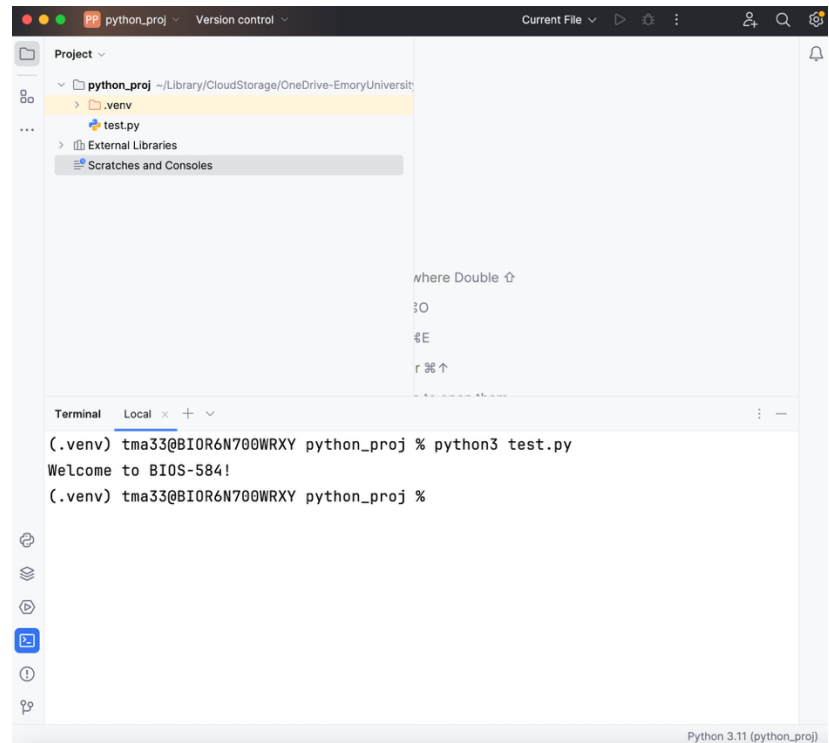 PP python_proj Version control Current File
Project
python_proj ~/Library/CloudStorage/OneDrive-EmoryUniversity
.venv
test.py
External Libraries
Scratches and Consoles
where Double ⇧
⌘O
⌘E
r ⌘↑
Terminal Local × +
(.venv) tma33@BIOR6N700WRXY python_proj % python3 test.py
Welcome to BIOS-584!
(.venv) tma33@BIOR6N700WRXY python_proj %
Python 3.11 (python_proj)